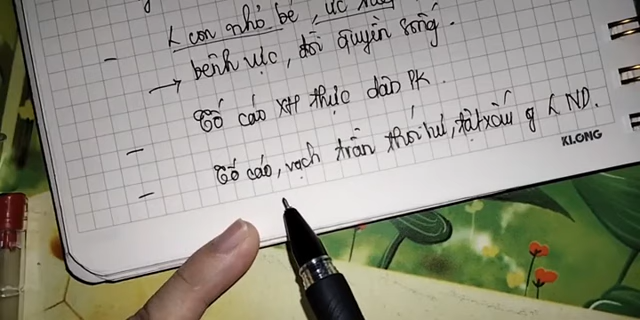 - L con nhỏ bé, ức
→ bênh vực, đòi quyền sống.
- Tố cáo XH thực dân PK.
- Tố cáo, vạch trần thói hư, tật xấu g L ND.
KLONG